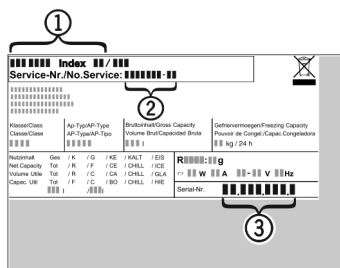 1
Index /
Service-Nr./No.Service: -
2
Klasse/Class
Classe/Clase
Ap-Typ/AP-Type
AP-Type/AP-Tipo
Bruttoinhalt/Gross Capacity
Volume Brut/Capacidad Bruta
l
Gefriervermoegen/Freezing Capacity
Pouvoir de Congel./Capac.Congeladora
kg / 24 h
Nutzinhalt Ges / K / G / KE / KALT / EIS
Net.Capacity Tot / R / F / CE / CHILL / ICE
Volume Utile Tot / R / C / CA / CHILL / GLA
Capac. Util Tot / F / C / BO / CHILL / HIE
l / l
R : g
W A - V Hz
Serial-Nr. . . .
3